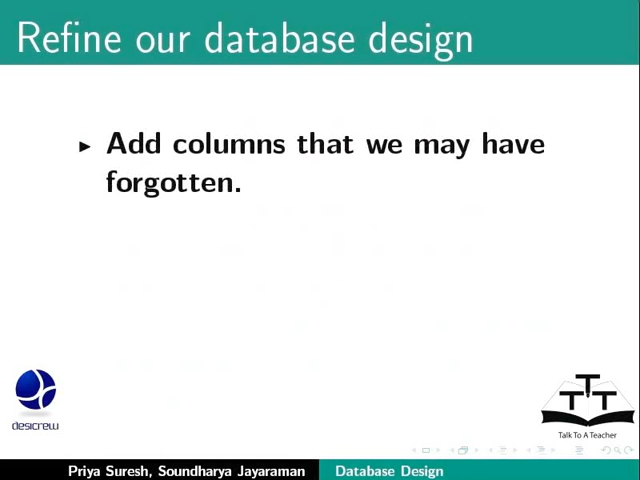 Refine our database design
▶ Add columns that we may have
forgotten.
desicrew
T T T
Talk To A Teacher
Priya Suresh, Soundharya Jayaraman Database Design